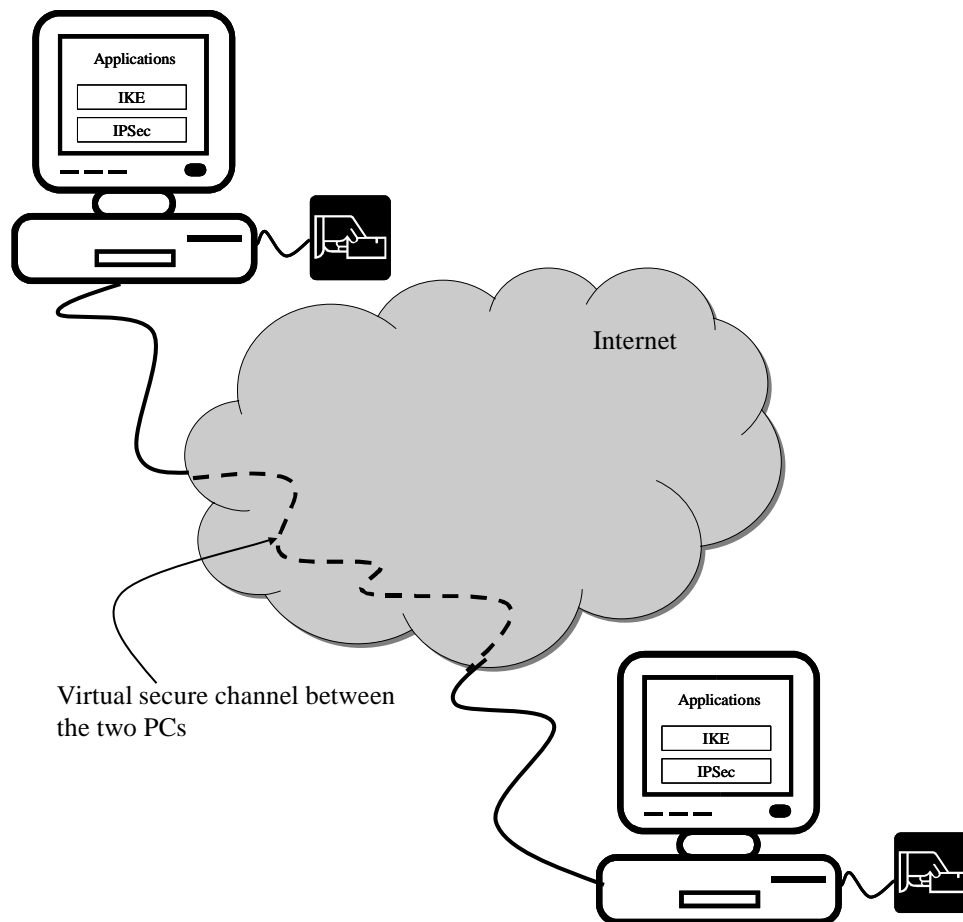 Applications
IKE
IPSec
Internet
Virtual secure channel between
the two PCs
Applications
IKE
IPSec